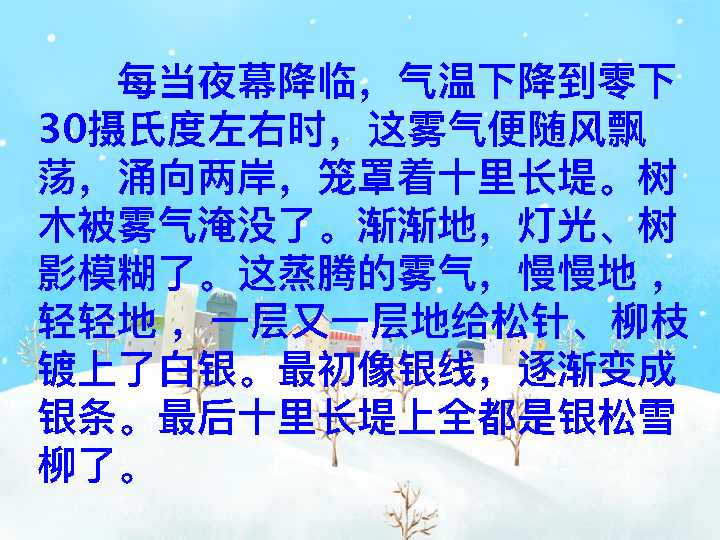 每当夜幕降临，气温下降到零下
30摄氏度左右时，这雾气便随风飘
荡，涌向两岸，笼罩着十里长堤。树
木被雾气淹没了。渐渐地，灯光、树
影模糊了。这蒸腾的雾气，慢慢地，
轻轻地，一层又一层地给松针、柳枝
镀上了白银。最初像银线，逐渐变成
银条。最后十里长堤上全都是银松雪
柳了。